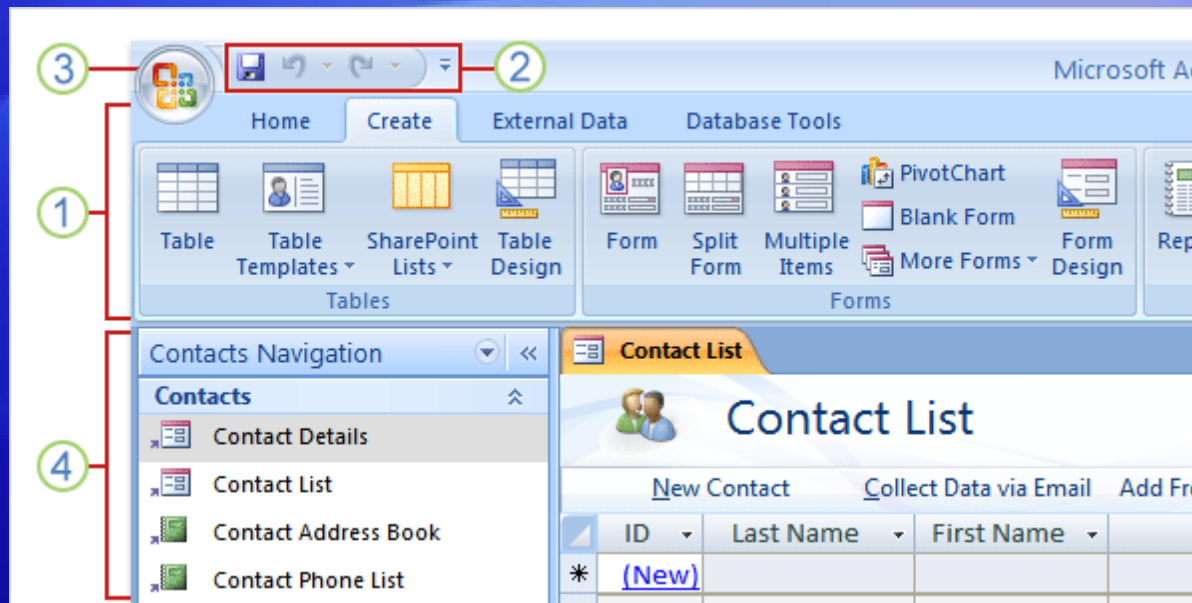 3
2
Microsoft
Home Create External Data Database Tools
1
Table
Table Templates
SharePoint Lists
Table Design
Tables
Form
Split Form
Multiple Items
PivotChart
Blank Form
More Forms
Form Design
Forms
4
Contacts Navigation
Contacts
Contact Details
Contact List
Contact Address Book
Contact Phone List
Contact List
Contact List
New Contact Collect Data via Email Add
ID Last Name First Name
* (New)